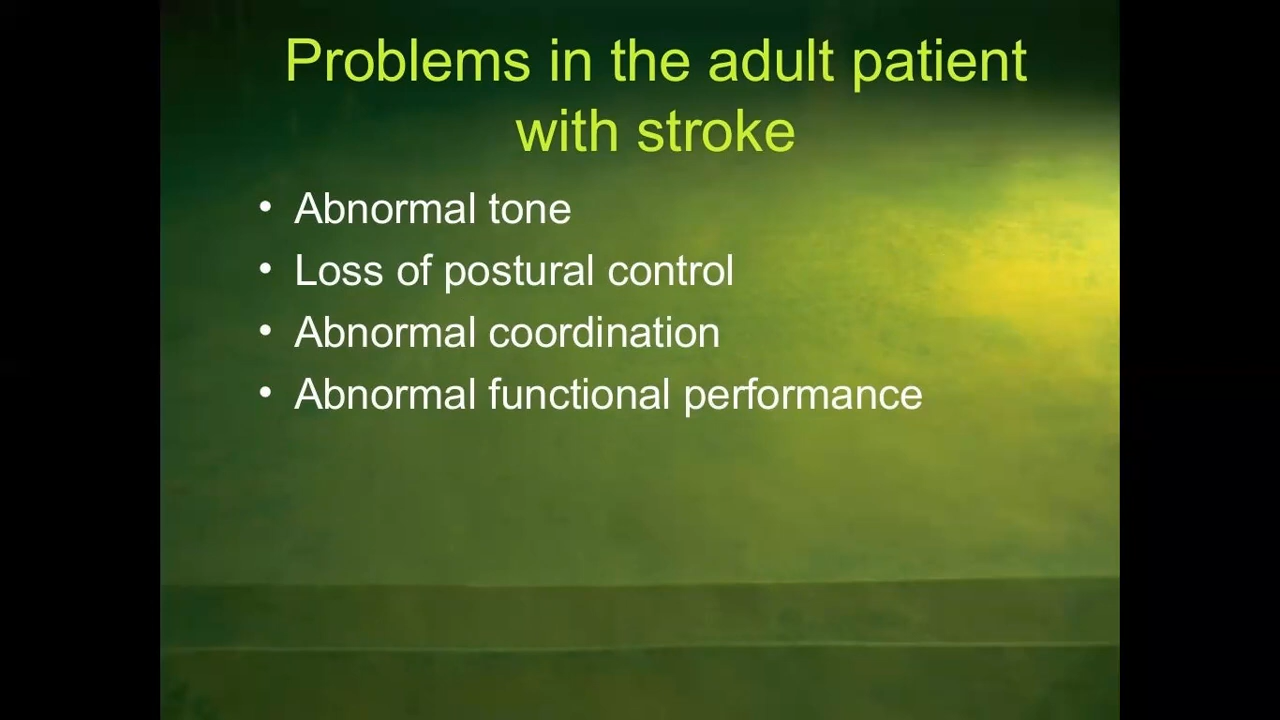 Problems in the adult patient
with stroke
• Abnormal tone
• Loss of postural control
• Abnormal coordination
• Abnormal functional performance